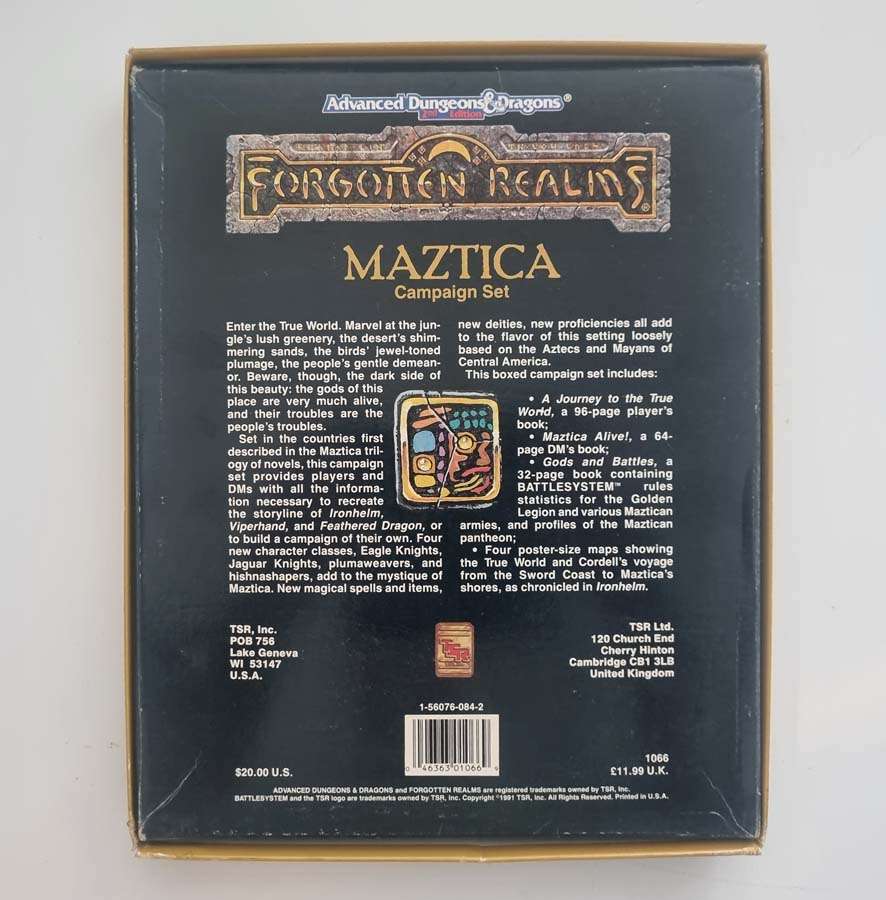 Advanced Dungeons & Dragons®
2nd Edition
FORGOTTEN REALMS®
MAZTICA
Campaign Set
Enter the True World. Marvel at the jun-
gle's lush greenery, the desert's shim-
mering sands, the birds' jewel-toned
plumage, the people's gentle demean-
or. Beware, though, the dark side of
this beauty: the gods of this
place are very much alive,
and their troubles are the
people's troubles.
Set in the countries first
described in the Maztica tril-
ogy of novels, this campaign
set provides players and
DMs with all the informa-
tion necessary to recreate
the storyline of Ironhelm,
Viperhand, and Feathered Dragon, or
to build a campaign of their own. Four
new character classes, Eagle Knights,
Jaguar Knights, plumaweavers, and
hishnashapers, add to the mystique of
Maztica. New magical spells and items,
new deities, new proficiencies all add
to the flavor of this setting loosely
based on the Aztecs and Mayans of
Central America.
This boxed campaign set includes:
• A Journey to the True
World, a 96-page player's
book;
• Maztica Alive!, a 64-
page DM's book;
• Gods and Battles, a
32-page book containing
BATTLESYSTEM™ rules
statistics for the Golden
Legion and various Maztican
armies, and profiles of the Maztican
pantheon;
• Four poster-size maps showing
the True World and Cordell's voyage
from the Sword Coast to Maztica's
shores, as chronicled in Ironhelm.
TSR, Inc.
POB 756
Lake Geneva
WI 53147
U.S.A.
TSR
TSR Ltd.
120 Church End
Cherry Hinton
Cambridge CB1 3LB
United Kingdom
1-56076-084-2
0 46363 01066 9
$20.00 U.S.
1066
£11.99 U.K.
ADVANCED DUNGEONS & DRAGONS and FORGOTTEN REALMS are registered trademarks owned by TSR, Inc.
BATTLESYSTEM and the TSR logo are trademarks owned by TSR, Inc. Copyright ©1991 TSR, Inc. All Rights Reserved. Printed in U.S.A.